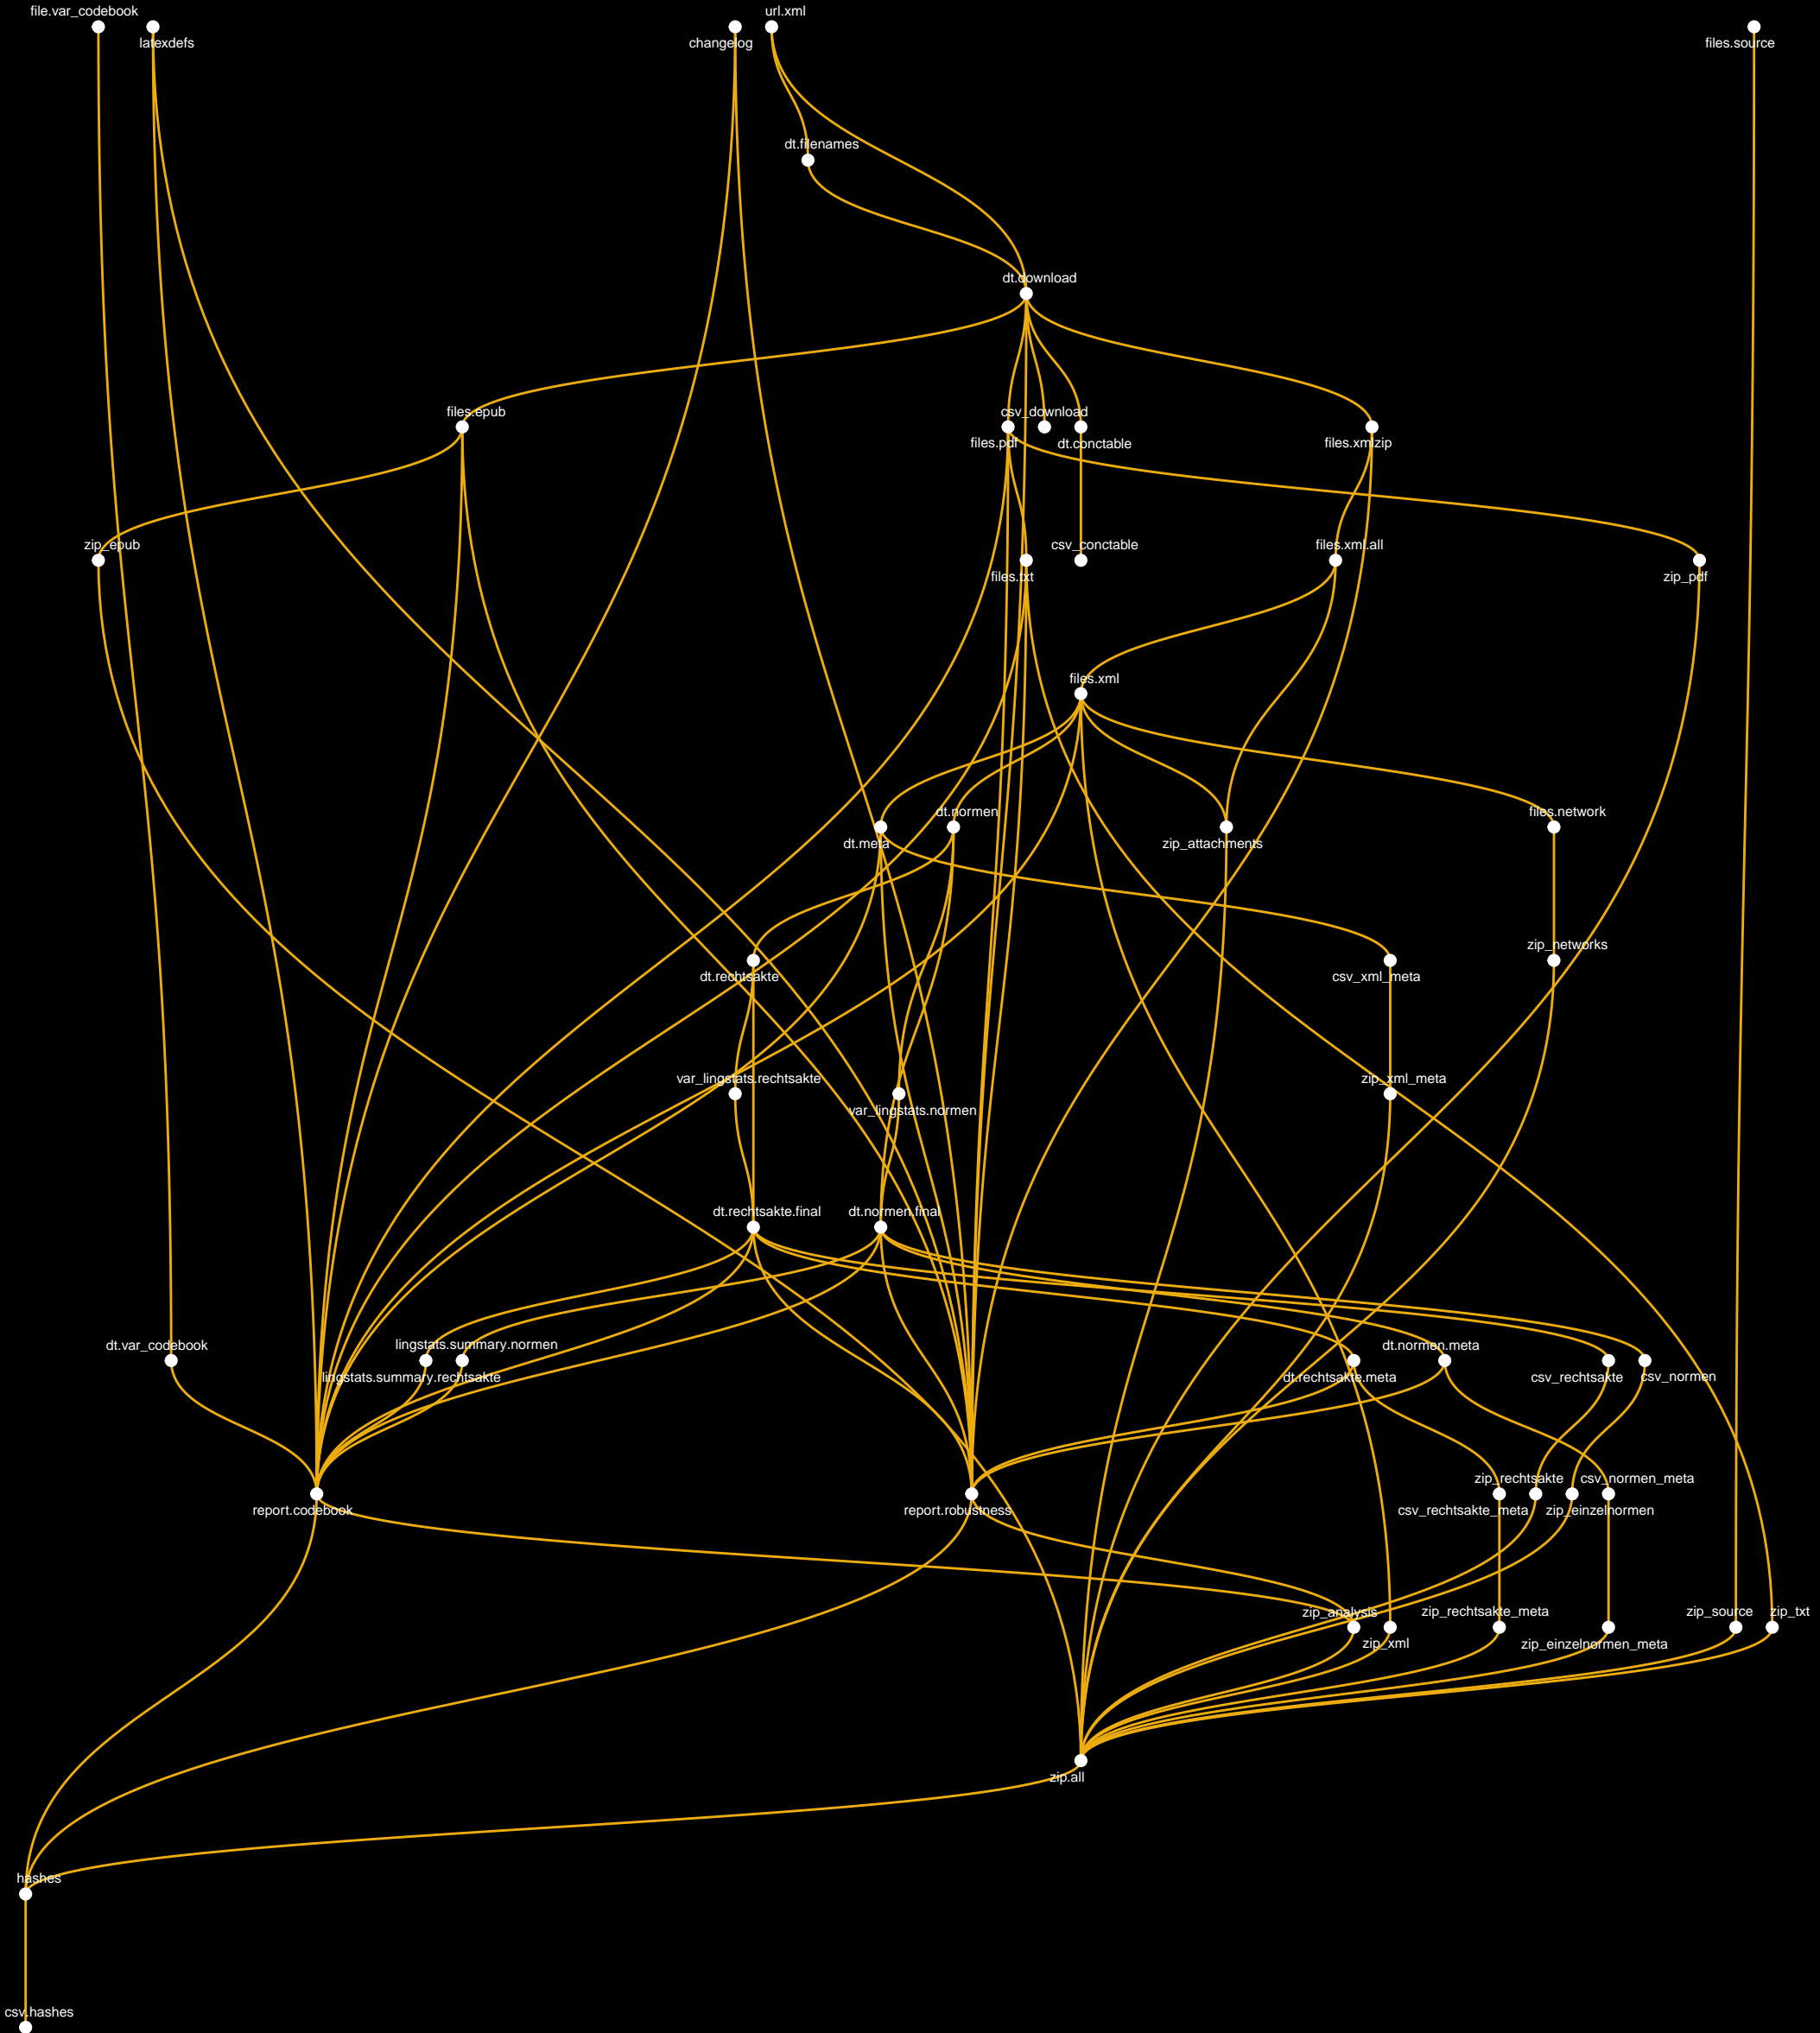 file.var_codebook
url.xml
latexdefs
changelog
files.source
dt.filenames
dt.download
files.epub
csv_download
files.pdf
dt.conctable
files.xmlzip
zip_epub
csv_conctable
files.xml.all
files.txt
zip_pdf
files.xml
dt.normen
files.network
dt.meta
zip_attachments
zip_networks
dt.rechtsakte
csv_xml_meta
var_lingstats.rechtsakte
zip_xml_meta
var_lingstats.normen
dt.rechtsakte.final
dt.normen.final
dt.var_codebook
lingstats.summary.normen
dt.normen.meta
lingstats.summary.rechtsakte
dt.rechtsakte.meta
csv_rechtsakte
csv_normen
zip_rechtsakte
csv_normen_meta
report.codebook
report.robustness
csv_rechtsakte_meta
zip_einzelnormen
zip_analysis
zip_rechtsakte_meta
zip_source
zip_txt
zip_xml
zip_einzelnormen_meta
zip.all
hashes
csv.hashes